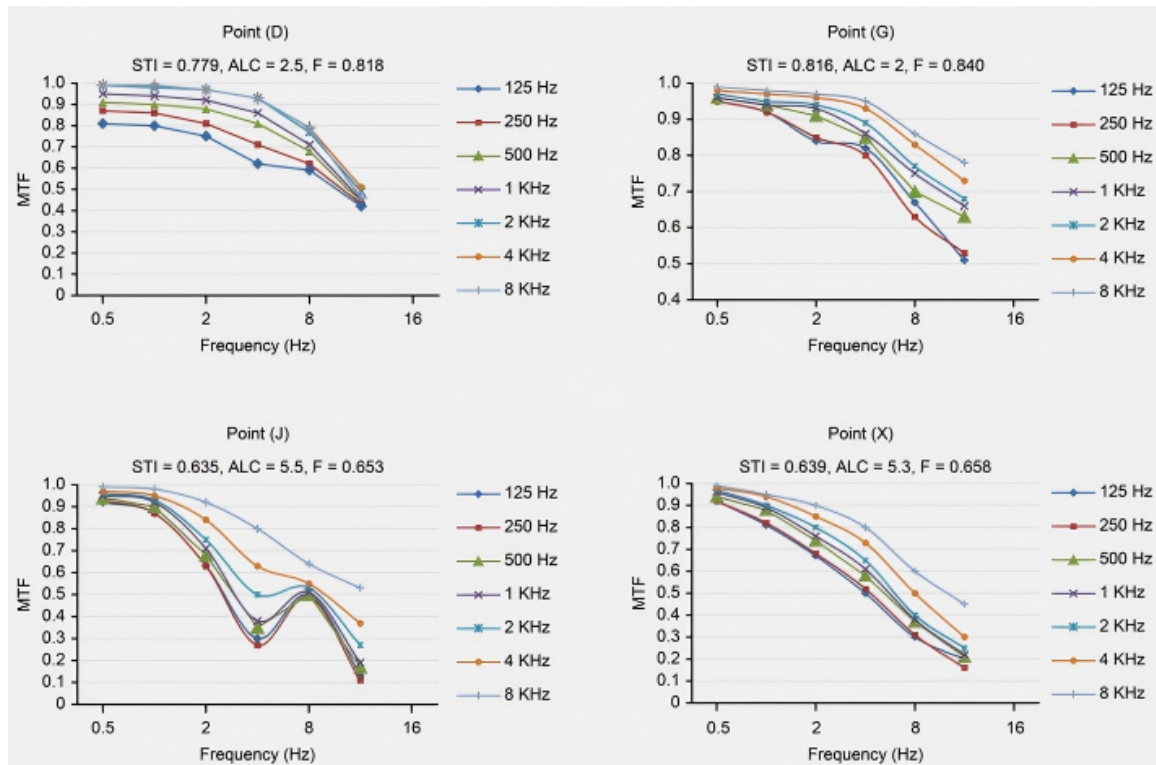 Point (D)
STI = 0.779, ALC = 2.5, F = 0.818
1.0F
0.9
0.8
0.7
0.6
0.5
0.4
0.3
0.2
0.1
0
MTF
0.5
2
8
16
Frequency (Hz)
125 Hz
250 Hz
500 Hz
1 KHz
2 KHz
4 KHz
8 KHz
Point (G)
STI = 0.816, ALC = 2, F = 0.840
1.0
0.9
0.8
0.7
0.6
0.5
0.4
MTF
0.5
2
8
16
Frequency (Hz)
125 Hz
250 Hz
500 Hz
1 KHz
2 KHz
4 KHz
8 KHz
Point (J)
STI = 0.635, ALC = 5.5, F = 0.653
1.0
0.9
0.8
0.7
0.6
0.5
0.4
0.3
0.2
0.1
0
MTF
0.5
2
8
16
Frequency (Hz)
125 Hz
250 Hz
500 Hz
1 KHz
2 KHz
4 KHz
8 KHz
Point (X)
STI = 0.639, ALC = 5.3, F = 0.658
1.0
0.9
0.8
0.7
0.6
0.5
0.4
0.3
0.2
0.1
0
MTF
0.5
2
8
16
Frequency (Hz)
125 Hz
250 Hz
500 Hz
1 KHz
2 KHz
4 KHz
8 KHz